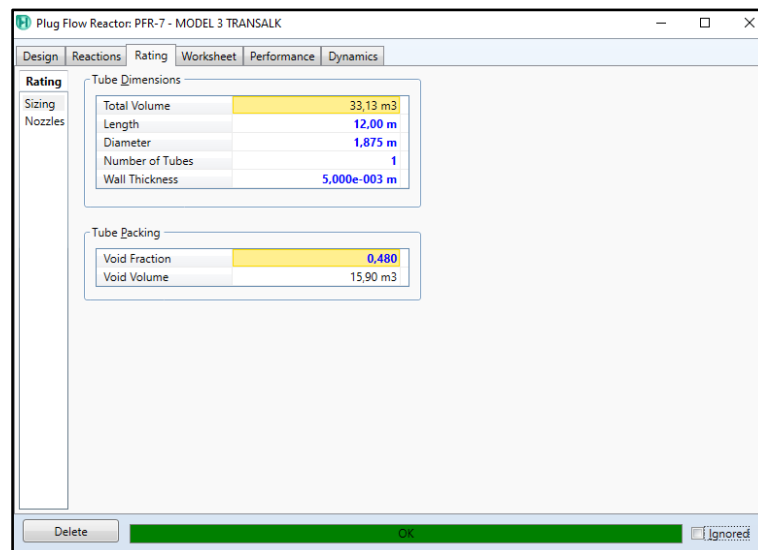 Plug Flow Reactor: PFR-7 - MODEL 3 TRANSALK
Design Reactions Rating Worksheet Performance Dynamics
Rating
Sizing
Nozzles
Tube Dimensions
Total Volume 33,13 m3
Length 12,00 m
Diameter 1,875 m
Number of Tubes 1
Wall Thickness 5,000e-003 m
Tube Packing
Void Fraction 0,480
Void Volume 15,90 m3
Delete OK Ignored